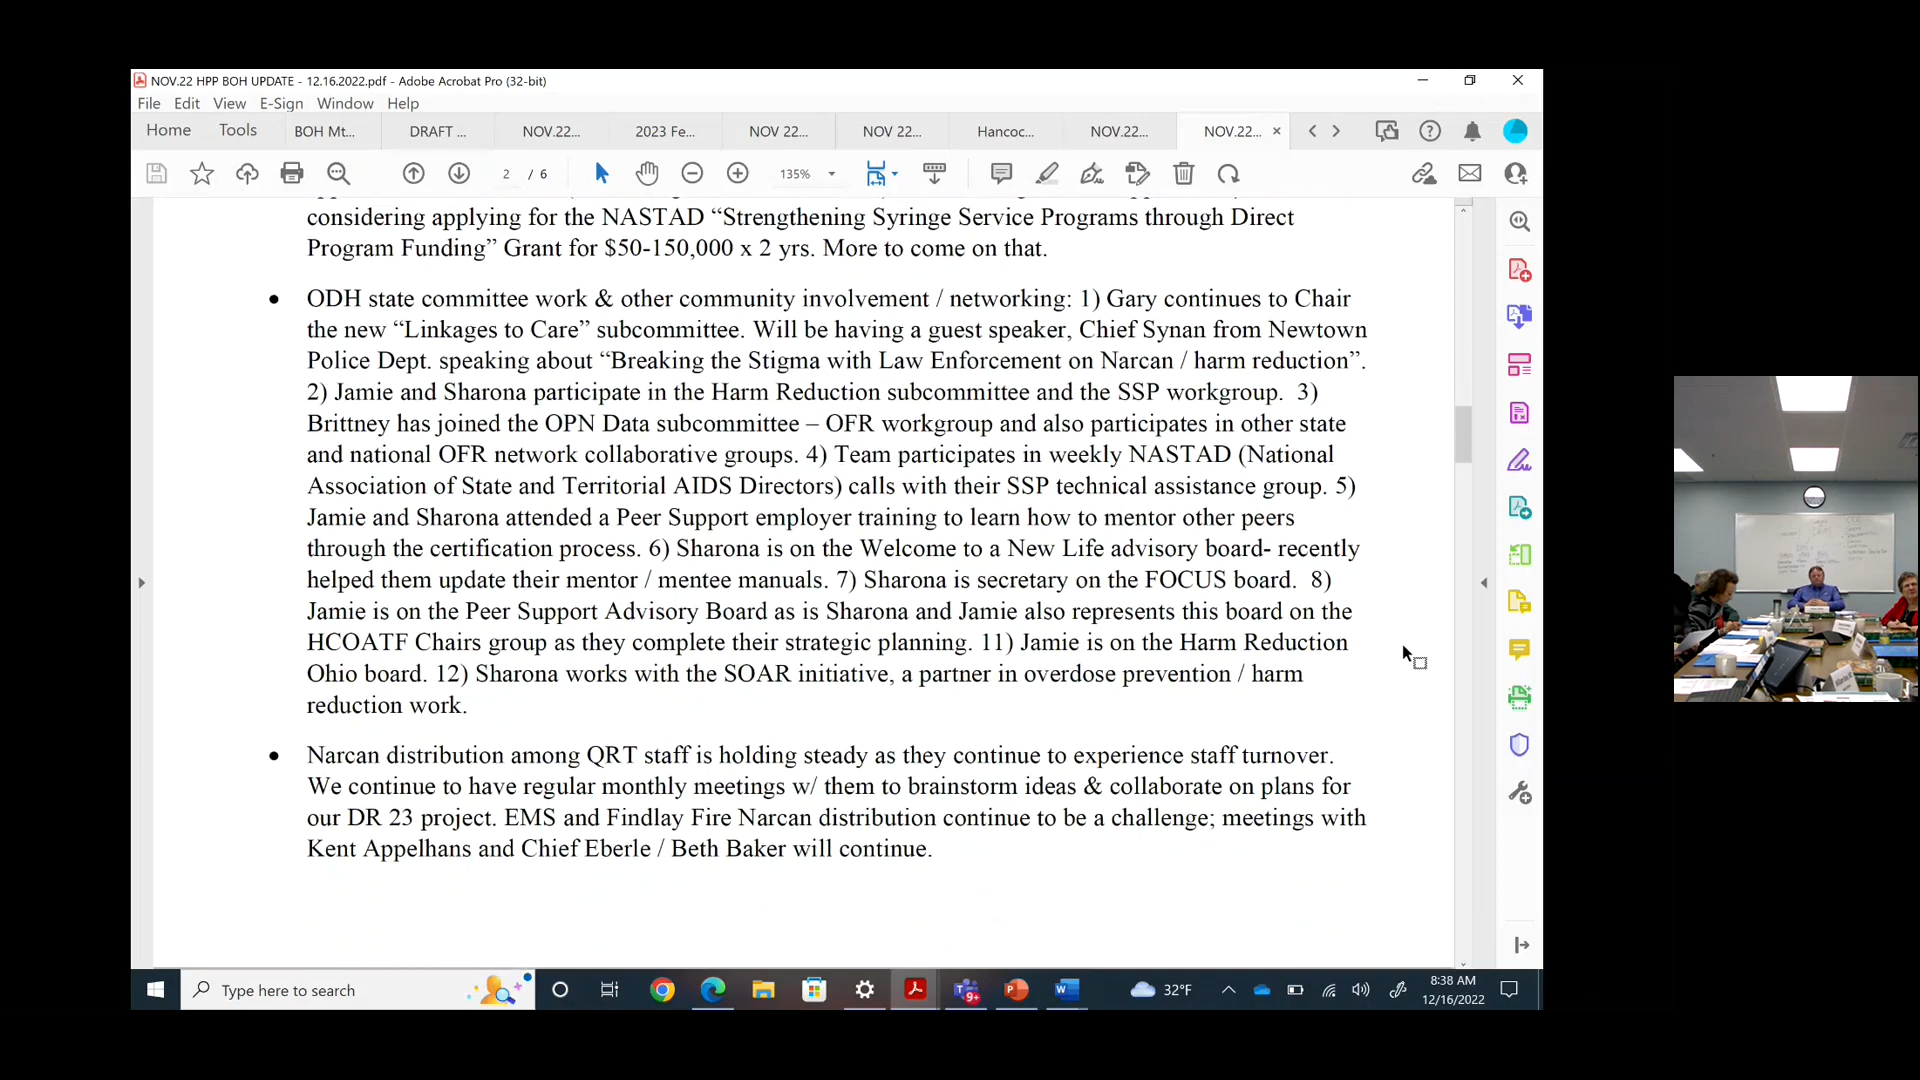 NOV.22 HPP BOH UPDATE - 12.16.2022.pdf - Adobe Acrobat Pro (32-bit)
File Edit View E-Sign Window Help
Home Tools BOH Mt... DRAFT ... NOV.22... 2023 Fe... NOV 22... NOV 22... Hancoc... NOV.22... NOV.22...
2 / 6 135%
considering applying for the NASTAD “Strengthening Syringe Service Programs through Direct
Program Funding” Grant for $50-150,000 x 2 yrs. More to come on that.
• ODH state committee work & other community involvement / networking: 1) Gary continues to Chair
the new “Linkages to Care” subcommittee. Will be having a guest speaker, Chief Synan from Newtown
Police Dept. speaking about “Breaking the Stigma with Law Enforcement on Narcan / harm reduction”.
2) Jamie and Sharona participate in the Harm Reduction subcommittee and the SSP workgroup. 3)
Brittney has joined the OPN Data subcommittee – OFR workgroup and also participates in other state
and national OFR network collaborative groups. 4) Team participates in weekly NASTAD (National
Association of State and Territorial AIDS Directors) calls with their SSP technical assistance group. 5)
Jamie and Sharona attended a Peer Support employer training to learn how to mentor other peers
through the certification process. 6) Sharona is on the Welcome to a New Life advisory board- recently
helped them update their mentor / mentee manuals. 7) Sharona is secretary on the FOCUS board. 8)
Jamie is on the Peer Support Advisory Board as is Sharona and Jamie also represents this board on the
HCOATF Chairs group as they complete their strategic planning. 11) Jamie is on the Harm Reduction
Ohio board. 12) Sharona works with the SOAR initiative, a partner in overdose prevention / harm
reduction work.
• Narcan distribution among QRT staff is holding steady as they continue to experience staff turnover.
We continue to have regular monthly meetings w/ them to brainstorm ideas & collaborate on plans for
our DR 23 project. EMS and Findlay Fire Narcan distribution continue to be a challenge; meetings with
Kent Appelhans and Chief Eberle / Beth Baker will continue.
Type here to search
9+
32°F
8:38 AM
12/16/2022